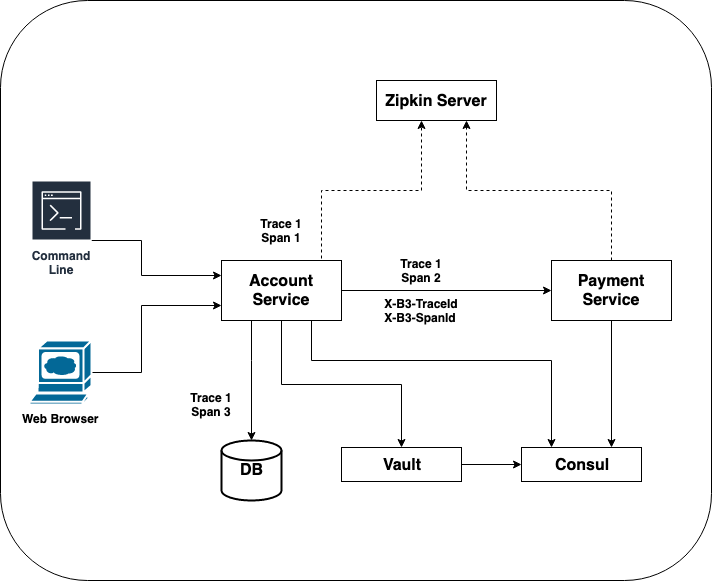 Zipkin Server
Trace 1
Span 1
Command
Line
Account
Service
Trace 1
Span 2
X-B3-TraceId
X-B3-SpanId
Payment
Service
Web Browser
Trace 1
Span 3
DB
Vault
Consul